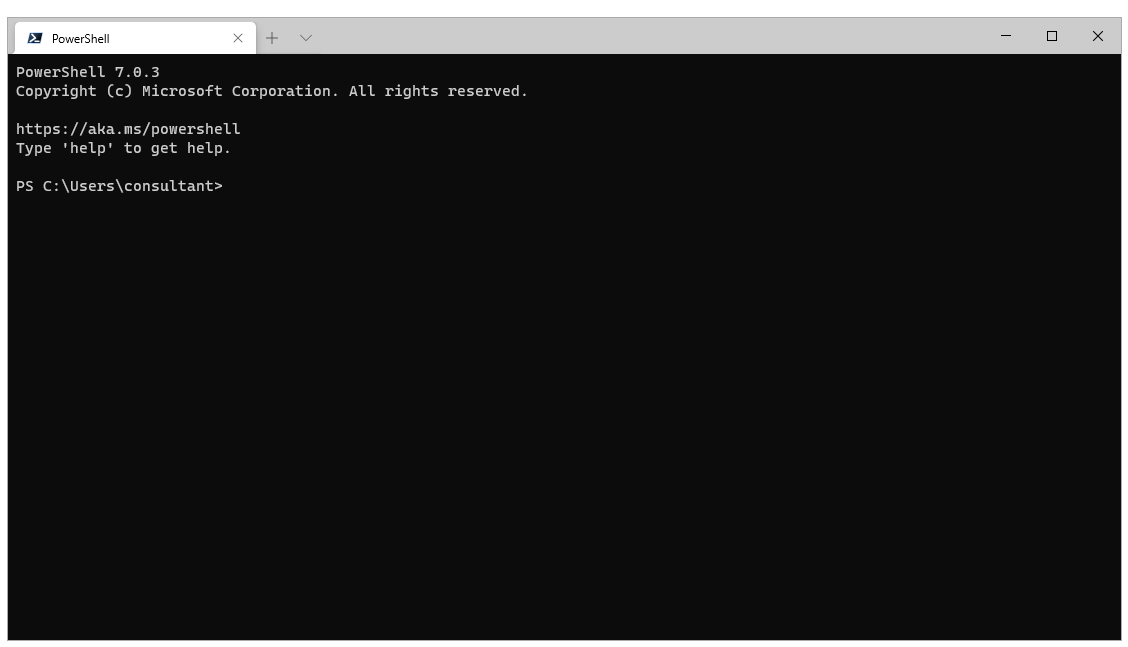 PowerShell
PowerShell 7.0.3
Copyright (c) Microsoft Corporation. All rights reserved.
https://aka.ms/powershell
Type 'help' to get help.
PS C:\Users\consultant>